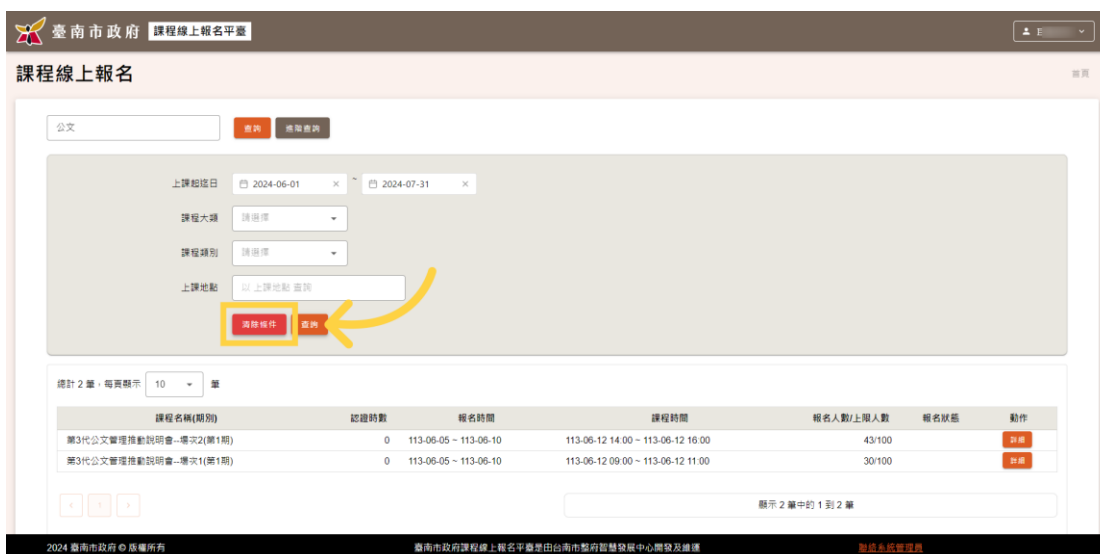 臺南市政府 課程線上報名平臺 E
課程線上報名 首頁
公文 查詢 進階查詢
上課起迄日 2024-06-01 × ~ 2024-07-31 ×
課程大類 請選擇
課程類別 請選擇
上課地點 以 上課地點 查詢
清除條件 查詢
總計 2 筆，每頁顯示 10 筆
課程名稱(期別) 認證時數 報名時間 課程時間 報名人數/上限人數 報名狀態 動作
第3代公文管理推動說明會--場次2(第1期) 0 113-06-05 ~ 113-06-10 113-06-12 14:00 ~ 113-06-12 16:00 43/100 詳細
第3代公文管理推動說明會--場次1(第1期) 0 113-06-05 ~ 113-06-10 113-06-12 09:00 ~ 113-06-12 11:00 30/100 詳細
‹ 1 › 顯示 2 筆中的 1 到 2 筆
2024 臺南市政府 © 版權所有 臺南市政府課程線上報名平臺是由台南市政府智慧發展中心開發及維運 聯絡系統管理員